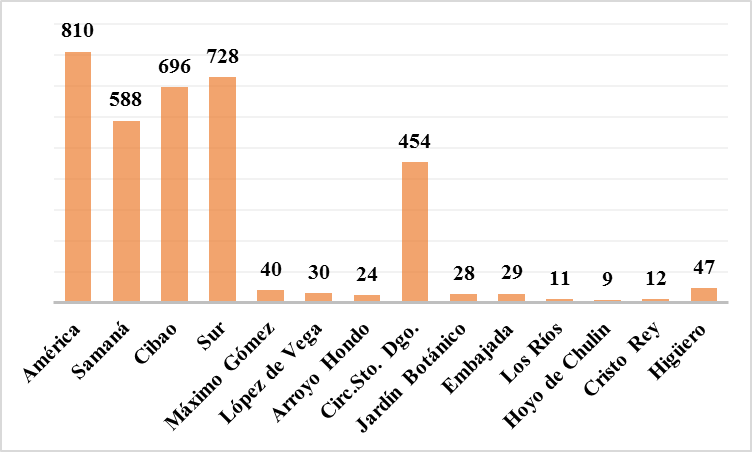 810
588
696
728
40
30
24
454
28
29
11
9
12
47
América
Samaná
Cibao
Sur
Máximo Gómez
López de Vega
Arroyo Hondo
Circ.Sto. Dgo.
Jardín Botánico
Embajada
Los Ríos
Hoyo de Chulin
Cristo Rey
Higüero